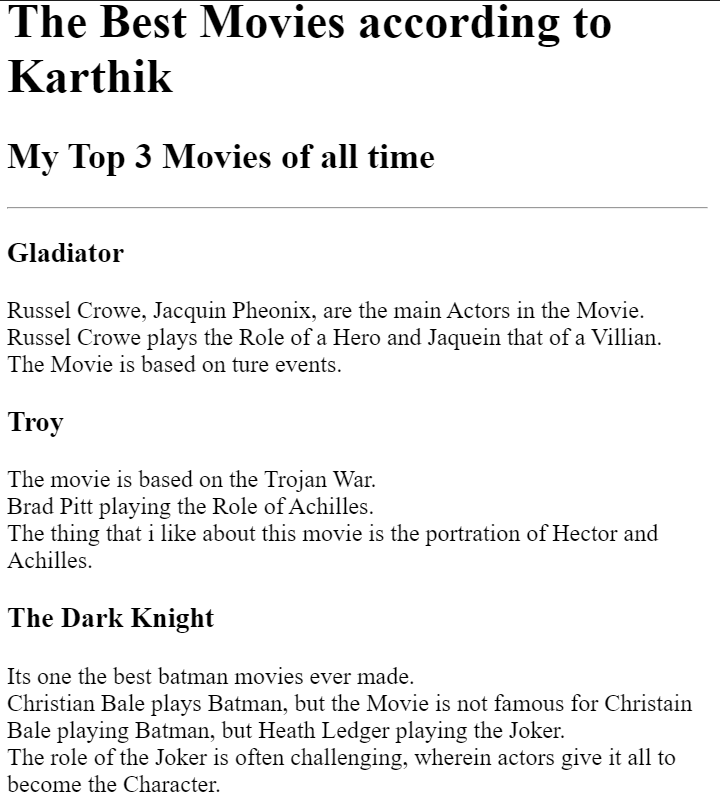 The Best Movies according to
Karthik
My Top 3 Movies of all time
Gladiator
Russel Crowe, Jacquin Pheonix, are the main Actors in the Movie.
Russel Crowe plays the Role of a Hero and Jaquein that of a Villian.
The Movie is based on ture events.
Troy
The movie is based on the Trojan War.
Brad Pitt playing the Role of Achilles.
The thing that i like about this movie is the portration of Hector and
Achilles.
The Dark Knight
Its one the best batman movies ever made.
Christian Bale plays Batman, but the Movie is not famous for Christain
Bale playing Batman, but Heath Ledger playing the Joker.
The role of the Joker is often challenging, wherein actors give it all to
become the Character.